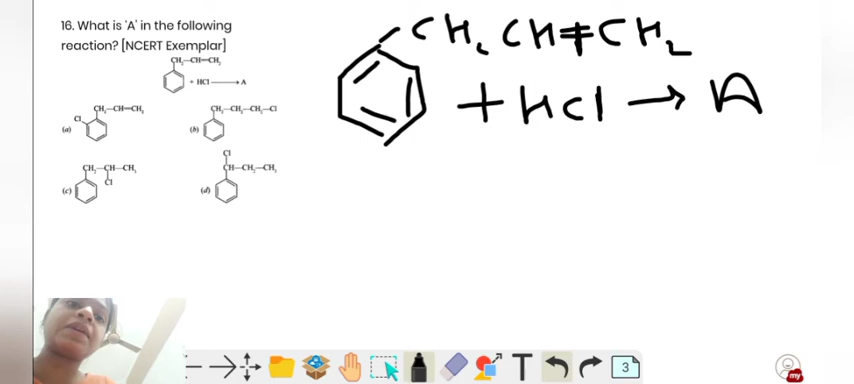 16. What is 'A' in the following
reaction? [NCERT Exemplar]
CH₂—CH=CH₂
+ HCl ⟶ A
(a) Cl CH₂—CH=CH₂
(b) CH₂—CH₂—CH₂—Cl
(c) CH₂—CH—CH₃
Cl
(d) Cl
CH—CH₂—CH₃
CH₂CH=CH₂
+HCl → A
T
3
my